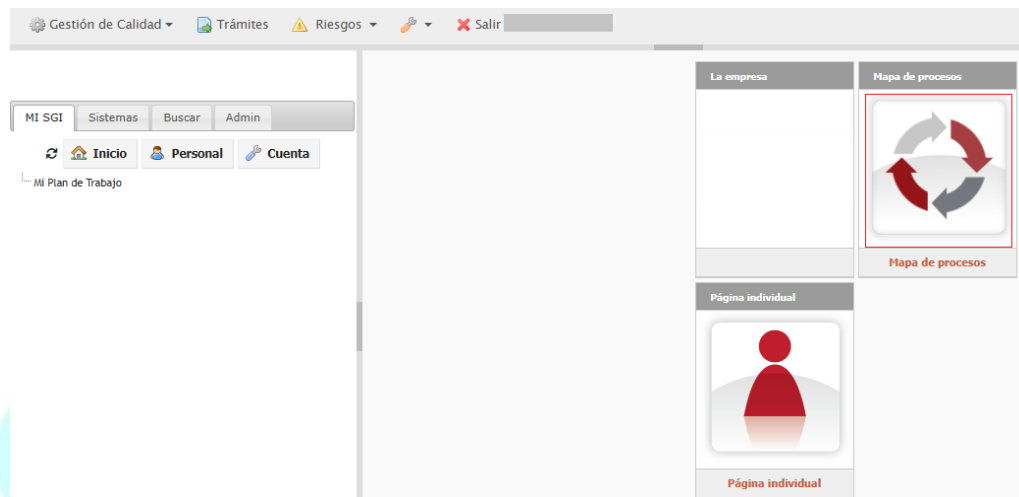 Gestión de Calidad Trámites Riesgos Salir
La empresa Mapa de procesos
MI SGI Sistemas Buscar Admin
Inicio Personal Cuenta
Mi Plan de Trabajo
Mapa de procesos
Página individual
Página individual